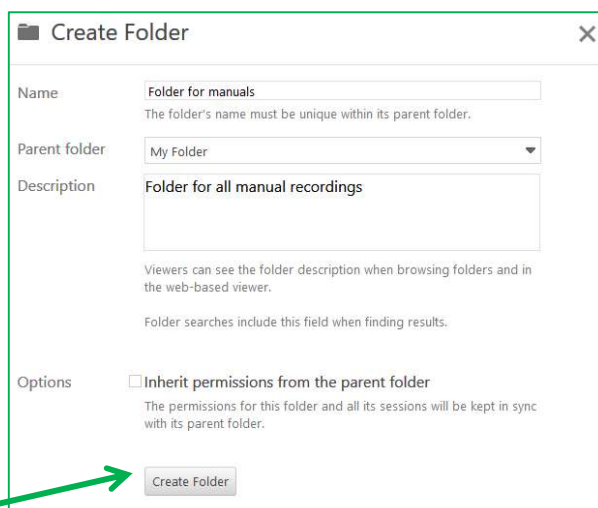 Create Folder
Name
Folder for manuals
The folder's name must be unique within its parent folder.
Parent folder
My Folder
Description
Folder for all manual recordings
Viewers can see the folder description when browsing folders and in
the web-based viewer.
Folder searches include this field when finding results.
Options
Inherit permissions from the parent folder
The permissions for this folder and all its sessions will be kept in sync
with its parent folder.
Create Folder